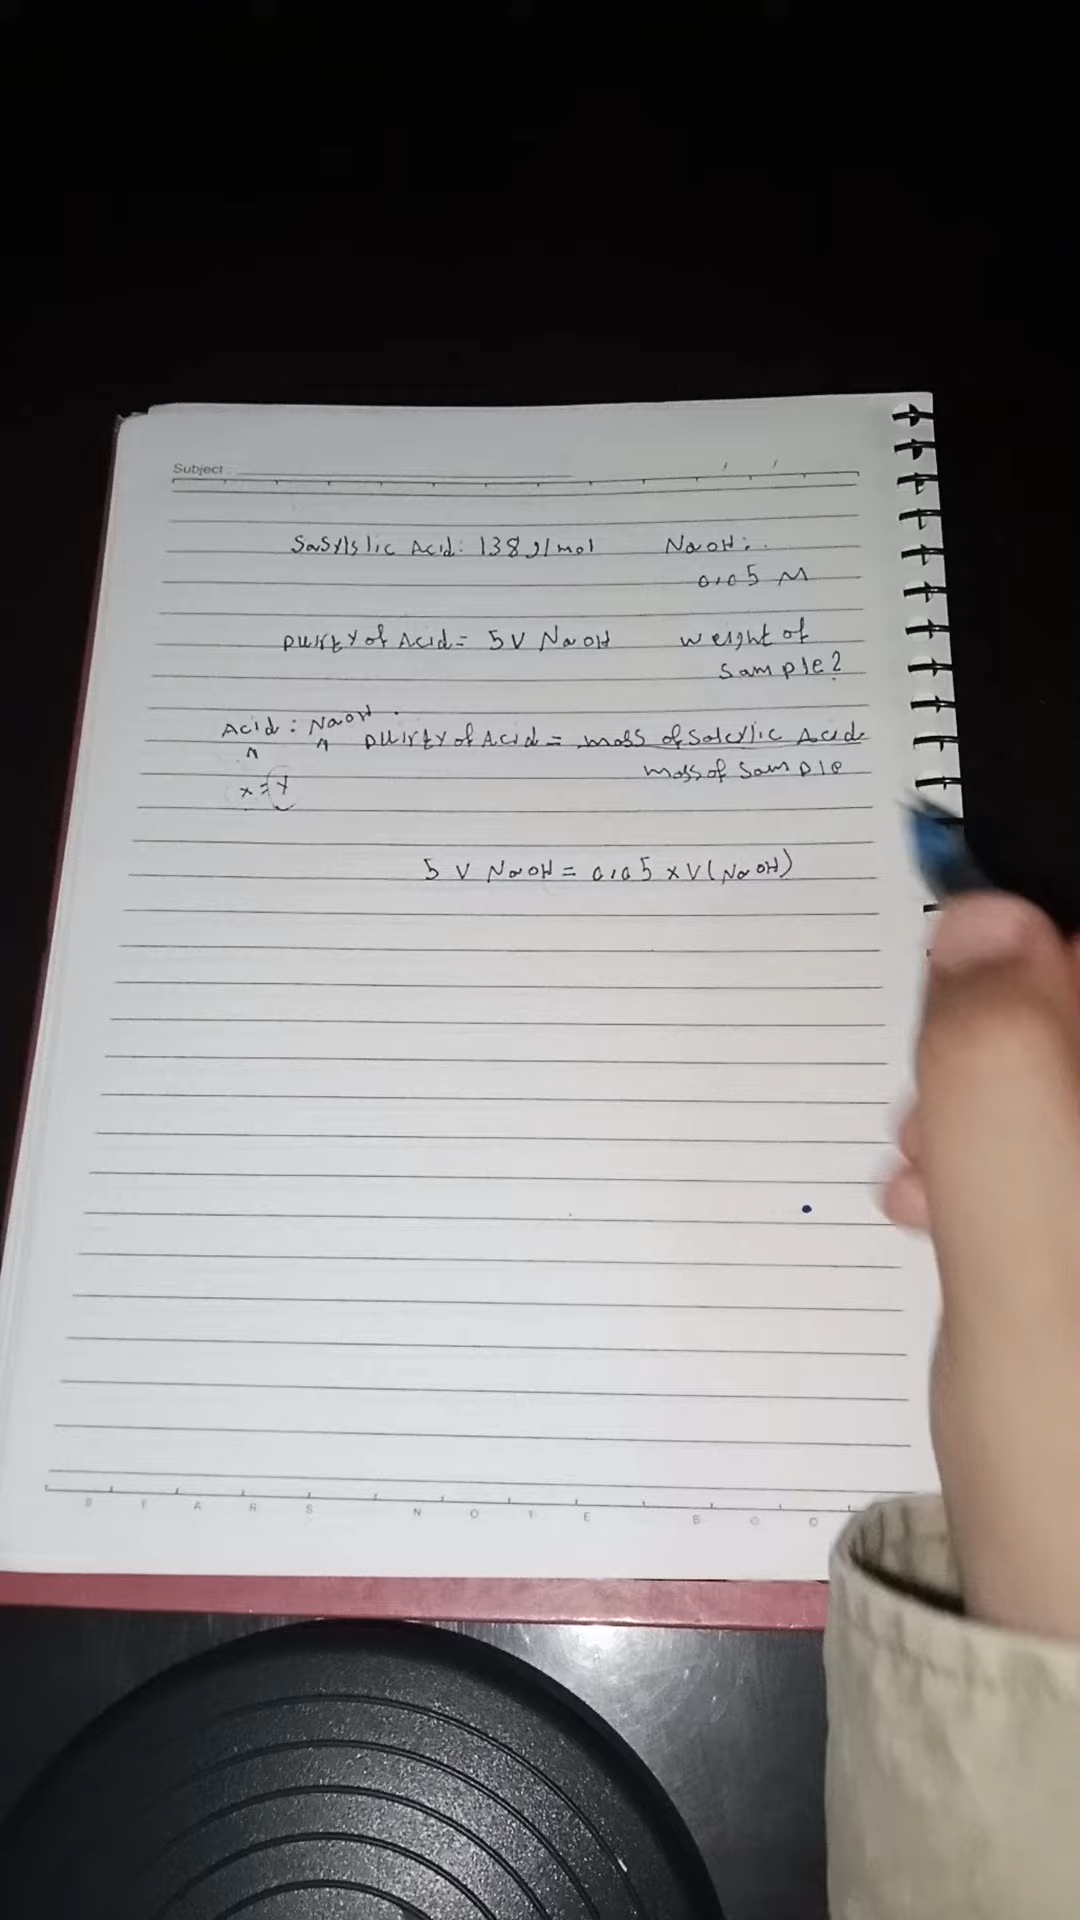 Subject
Sasylslic Acid: 138 g/mol NaOH:
0,05 M
purity of Acid = 5 V NaOH weight of
sample?
Acid : NaOH
n n purity of Acid = mass of Salcylic Acid
mass of sample
x = y
5 V NaOH = 0,05 x V(NaOH)
S T A R S N O T E B O O